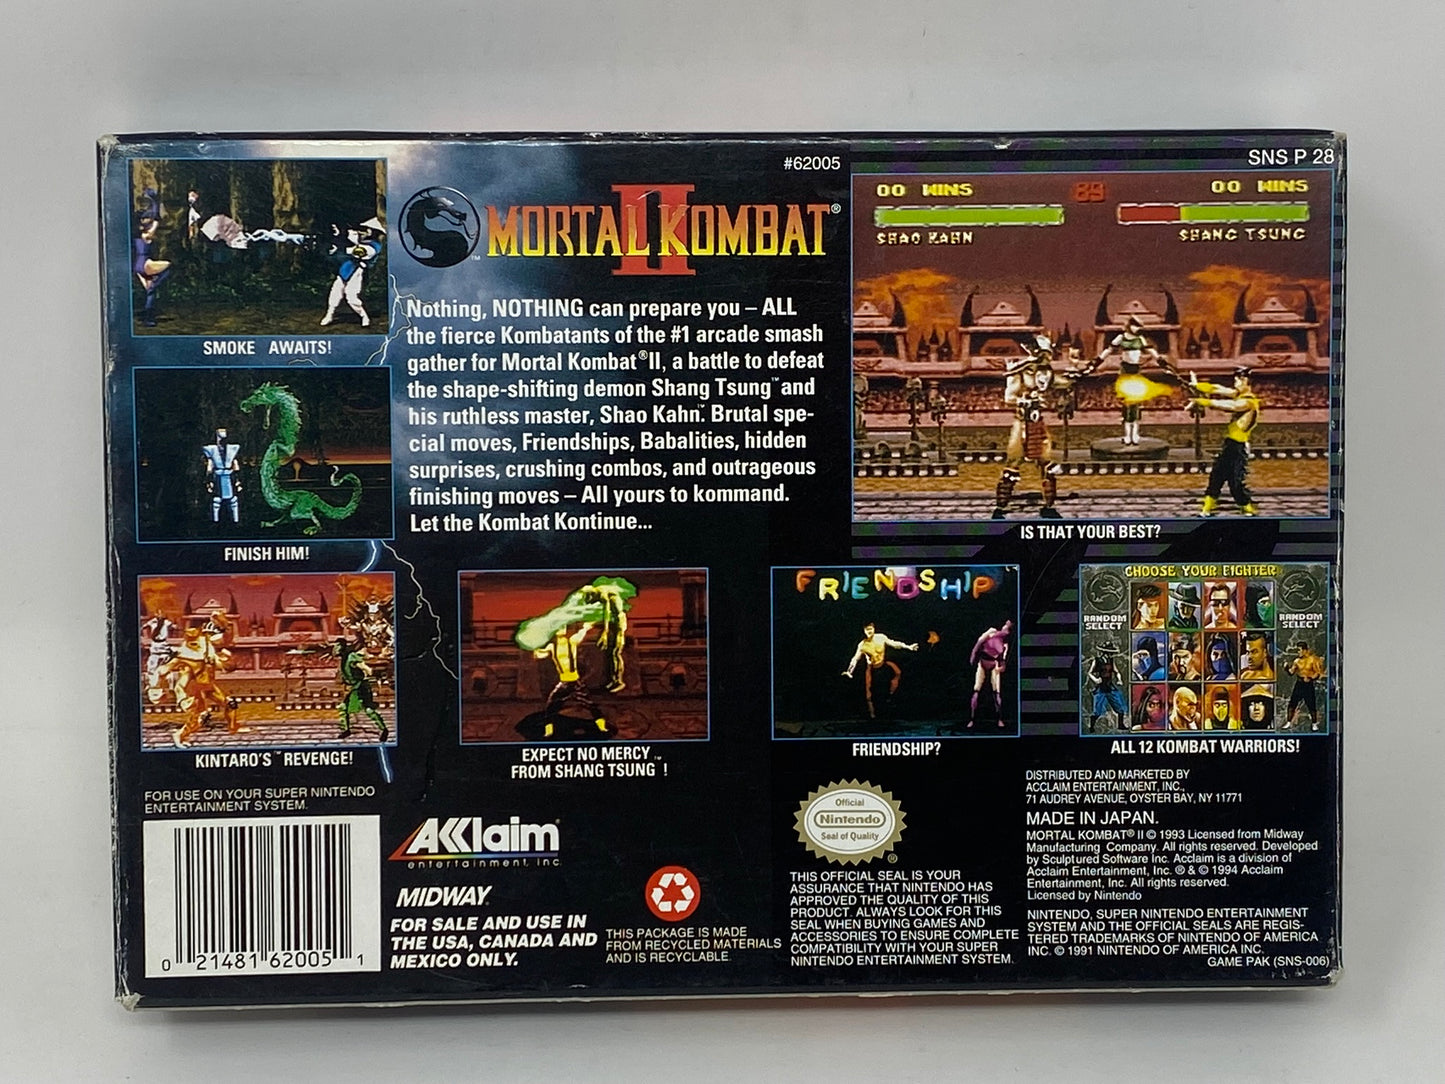 #62005
SNS P 28
II
MORTAL KOMBAT®
™
Nothing, NOTHING can prepare you – ALL
the fierce Kombatants of the #1 arcade smash
gather for Mortal Kombat® II, a battle to defeat
the shape-shifting demon Shang Tsung™ and
his ruthless master, Shao Kahn™. Brutal spe-
cial moves, Friendships, Babalities, hidden
surprises, crushing combos, and outrageous
finishing moves – All yours to kommand.
Let the Kombat Kontinue...
SMOKE AWAITS!
FINISH HIM!
00 WINS 89 00 WINS
SHAO KAHN SHANG TSUNG
IS THAT YOUR BEST?
KINTARO'S™ REVENGE!
EXPECT NO MERCY
FROM SHANG TSUNG™!
FRIENDSHIP
FRIENDSHIP?
CHOOSE YOUR FIGHTER
RANDOM
SELECT
RANDOM
SELECT
ALL 12 KOMBAT WARRIORS!
FOR USE ON YOUR SUPER NINTENDO
ENTERTAINMENT SYSTEM.
0 21481 62005 1
AKKlaim
entertainment, inc.
MIDWAY®
FOR SALE AND USE IN
THE USA, CANADA AND
MEXICO ONLY.
THIS PACKAGE IS MADE
FROM RECYCLED MATERIALS
AND IS RECYCLABLE.
Official
Nintendo
Seal of Quality
®
THIS OFFICIAL SEAL IS YOUR
ASSURANCE THAT NINTENDO HAS
APPROVED THE QUALITY OF THIS
PRODUCT. ALWAYS LOOK FOR THIS
SEAL WHEN BUYING GAMES AND
ACCESSORIES TO ENSURE COMPLETE
COMPATIBILITY WITH YOUR SUPER
NINTENDO ENTERTAINMENT SYSTEM.
DISTRIBUTED AND MARKETED BY
ACCLAIM ENTERTAINMENT, INC.,
71 AUDREY AVENUE, OYSTER BAY, NY 11771
MADE IN JAPAN.
MORTAL KOMBAT® II © 1993 Licensed from Midway
Manufacturing Company. All rights reserved. Developed
by Sculptured Software Inc. Acclaim is a division of
Acclaim Entertainment, Inc. ® & © 1994 Acclaim
Entertainment, Inc. All rights reserved.
Licensed by Nintendo
NINTENDO, SUPER NINTENDO ENTERTAINMENT
SYSTEM AND THE OFFICIAL SEALS ARE REGIS-
TERED TRADEMARKS OF NINTENDO OF AMERICA
INC. © 1991 NINTENDO OF AMERICA INC.
GAME PAK (SNS-006)